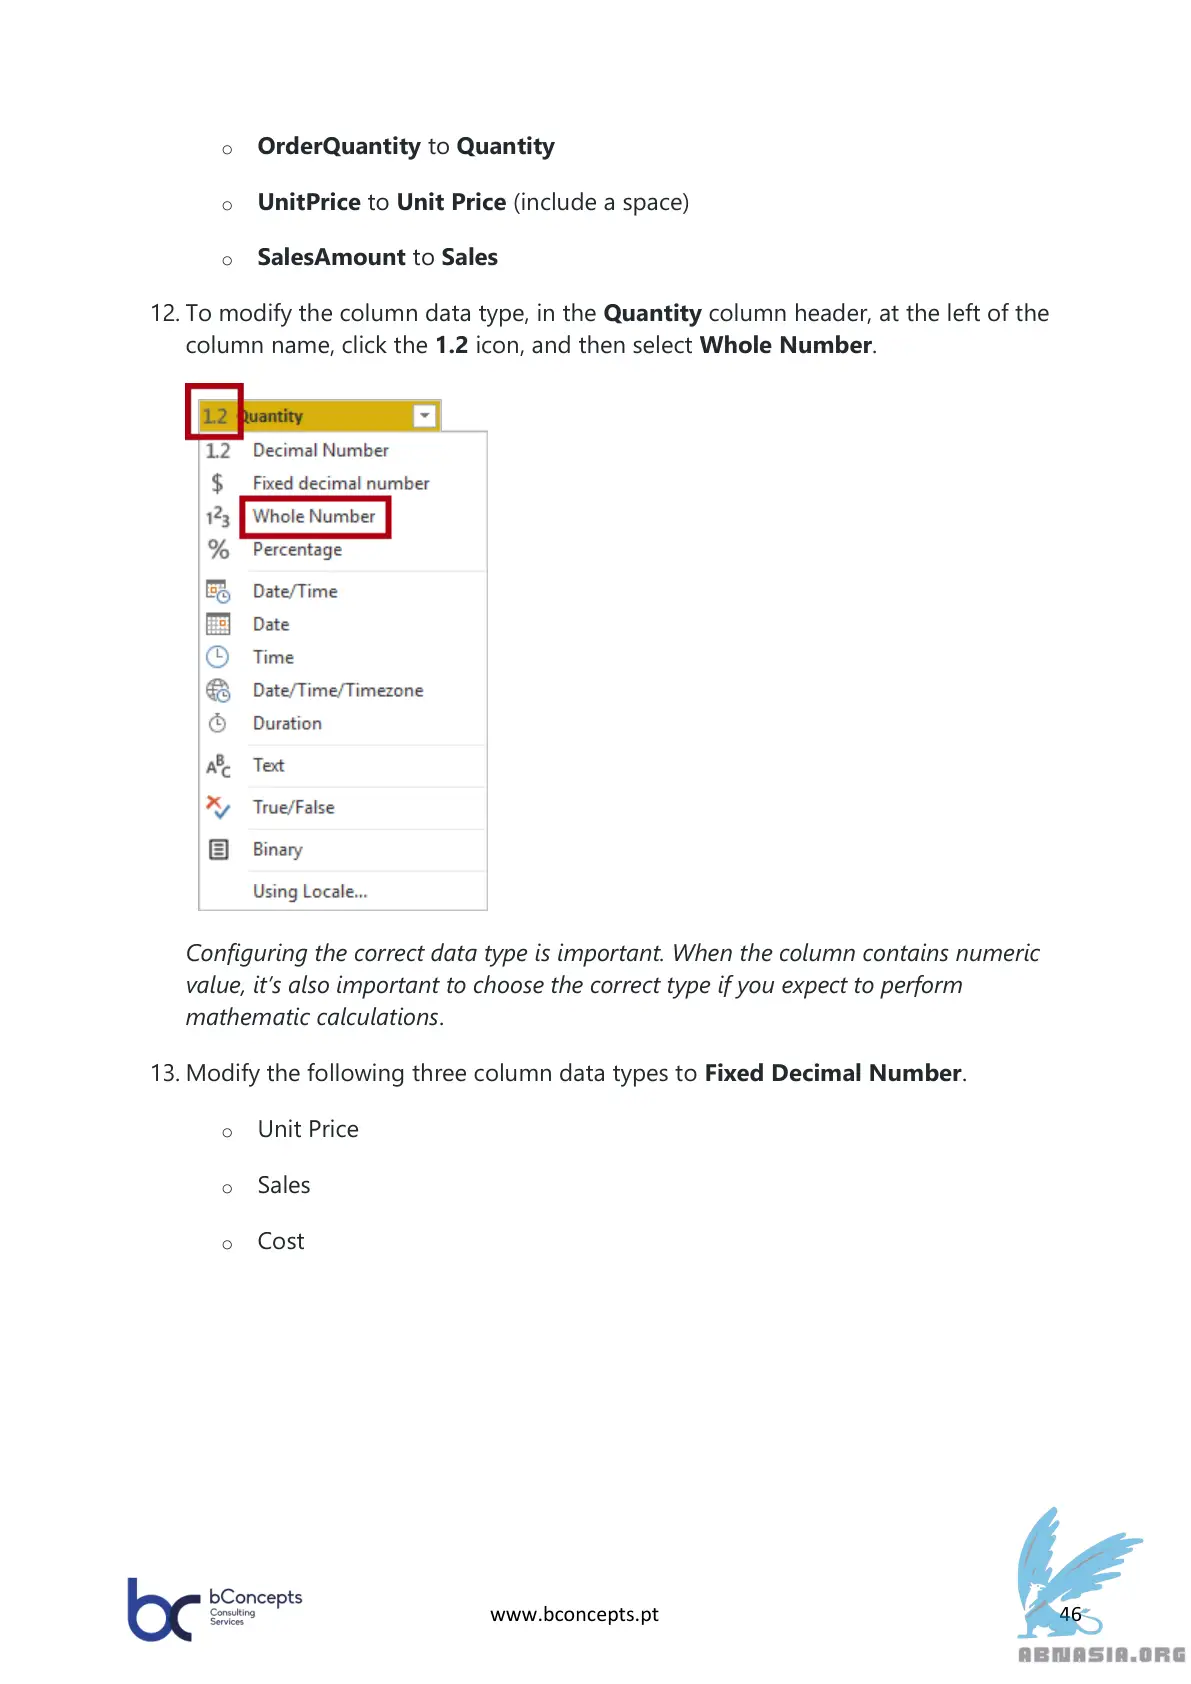 o OrderQuantity to Quantity
o UnitPrice to Unit Price (include a space)
o SalesAmount to Sales
12. To modify the column data type, in the Quantity column header, at the left of the
column name, click the 1.2 icon, and then select Whole Number.
1.2 Quantity
1.2 Decimal Number
$ Fixed decimal number
123 Whole Number
% Percentage
Date/Time
Date
Time
Date/Time/Timezone
Duration
ABC Text
True/False
Binary
Using Locale...
Configuring the correct data type is important. When the column contains numeric
value, it’s also important to choose the correct type if you expect to perform
mathematic calculations.
13. Modify the following three column data types to Fixed Decimal Number.
o Unit Price
o Sales
o Cost
bc bConcepts
Consulting
Services
www.bconcepts.pt
46
ABNASIA.ORG